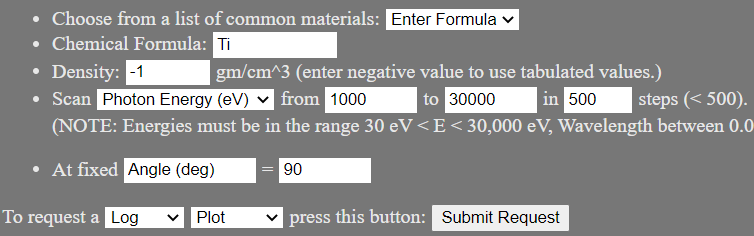 Choose from a list of common materials: Enter Formula
Chemical Formula: Ti
Density: -1 gm/cm^3 (enter negative value to use tabulated values.)
Scan Photon Energy (eV) from 1000 to 30000 in 500 steps (< 500).
(NOTE: Energies must be in the range 30 eV < E < 30,000 eV, Wavelength between 0.0
At fixed Angle (deg) = 90
To request a Log Plot press this button: Submit Request